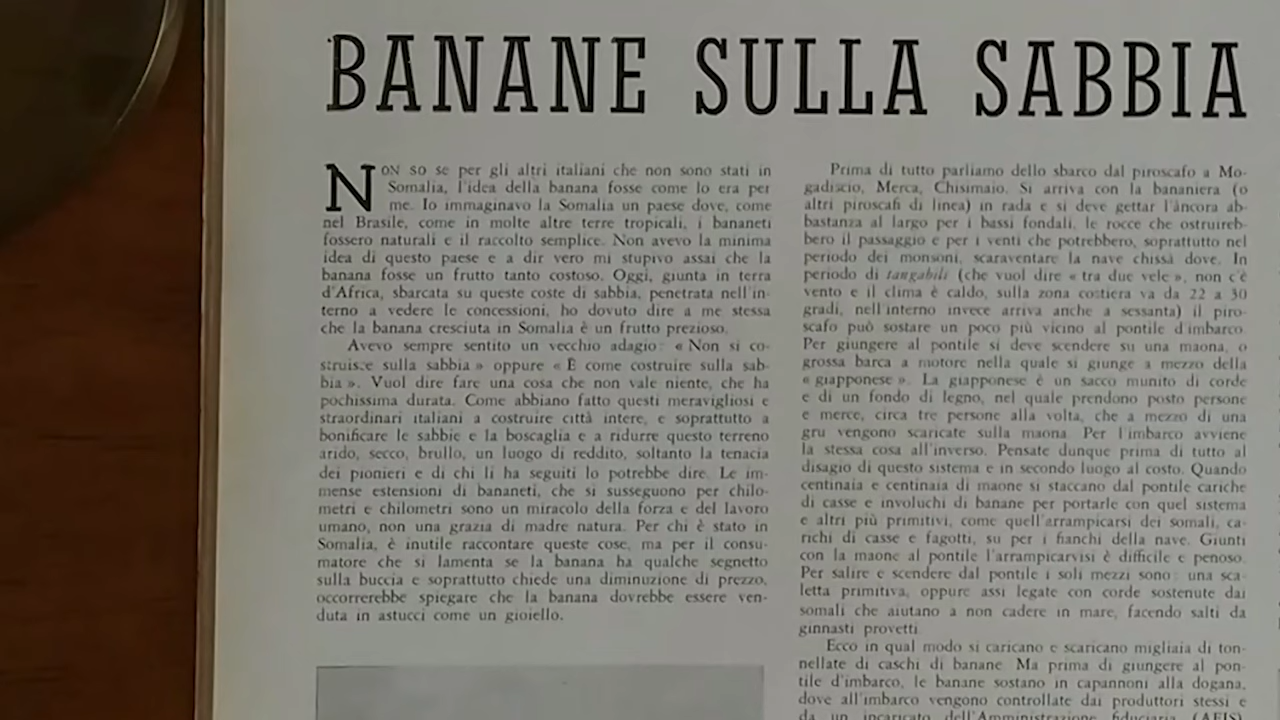 BANANE SULLA SABBIA
NON SO se per gli altri italiani che non sono stati in
Somalia, l'idea della banana fosse come lo era per
me. Io immaginavo la Somalia un paese dove, come
nel Brasile, come in molte altre terre tropicali, i bananeti
fossero naturali e il raccolto semplice. Non avevo la minima
idea di questo paese e a dir vero mi stupivo assai che la
banana fosse un frutto tanto costoso. Oggi, giunta in terra
d'Africa, sbarcata su queste coste di sabbia, penetrata nell'in-
terno a vedere le concessioni, ho dovuto dire a me stessa
che la banana cresciuta in Somalia è un frutto prezioso.
Avevo sempre sentito un vecchio adagio: « Non si co-
struisce sulla sabbia » oppure « È come costruire sulla sab-
bia ». Vuol dire fare una cosa che non vale niente, che ha
pochissima durata. Come abbiano fatto questi meravigliosi e
straordinari italiani a costruire città intere, e soprattutto a
bonificare le sabbie e la boscaglia e a ridurre questo terreno
arido, secco, brullo, un luogo di reddito, soltanto la tenacia
dei pionieri e di chi li ha seguiti lo potrebbe dire. Le im-
mense estensioni di bananeti, che si susseguono per chilo-
metri e chilometri sono un miracolo della forza e del lavoro
umano, non una grazia di madre natura. Per chi è stato in
Somalia, è inutile raccontare queste cose, ma per il consu-
matore che si lamenta se la banana ha qualche segnetto
sulla buccia e soprattutto chiede una diminuzione di prezzo,
occorrerebbe spiegare che la banana dovrebbe essere ven-
duta in astucci come un gioiello.
Prima di tutto parliamo dello sbarco dal piroscafo a Mo-
gadiscio, Merca, Chisimaio. Si arriva con la bananiera (o
altri piroscafi di linea) in rada e si deve gettar l'àncora ab-
bastanza al largo per i bassi fondali, le rocce che ostruireb-
bero il passaggio e per i venti che potrebbero, soprattutto nel
periodo dei monsoni, scaraventare la nave chissà dove. In
periodo di tangabili (che vuol dire « tra due vele », non c'è
vento e il clima è caldo, sulla zona costiera va da 22 a 30
gradi, nell'interno invece arriva anche a sessanta) il piro-
scafo può sostare un poco più vicino al pontile d'imbarco.
Per giungere al pontile si deve scendere su una maona, o
grossa barca a motore nella quale si giunge a mezzo della
« giapponese ». La giapponese è un sacco munito di corde
e di un fondo di legno, nel quale prendono posto persone
e merce, circa tre persone alla volta, che a mezzo di una
gru vengono scaricate sulla maona. Per l'imbarco avviene
la stessa cosa all'inverso. Pensate dunque prima di tutto al
disagio di questo sistema e in secondo luogo al costo. Quando
centinaia e centinaia di maone si staccano dal pontile cariche
di casse e involuchi di banane per portarle con quel sistema
e altri più primitivi, come quell'arrampicarsi dei somali, ca-
richi di casse e fagotti, su per i fianchi della nave. Giunti
con la maone al pontile l'arrampicarvisi è difficile e penoso.
Per salire e scendere dal pontile i soli mezzi sono: una sca-
letta primitiva, oppure assi legate con corde sostenute dai
somali che aiutano a non cadere in mare, facendo salti da
ginnasti provetti.
Ecco in qual modo si caricano e scaricano migliaia di ton-
nellate di caschi di banane. Ma prima di giungere al pon-
tile d'imbarco, le banane sostano in capannoni alla dogana,
dove all'imbarco vengono controllate dai produttori stessi e
da un incaricato dell'Amministrazione fiduciaria (AFIS)